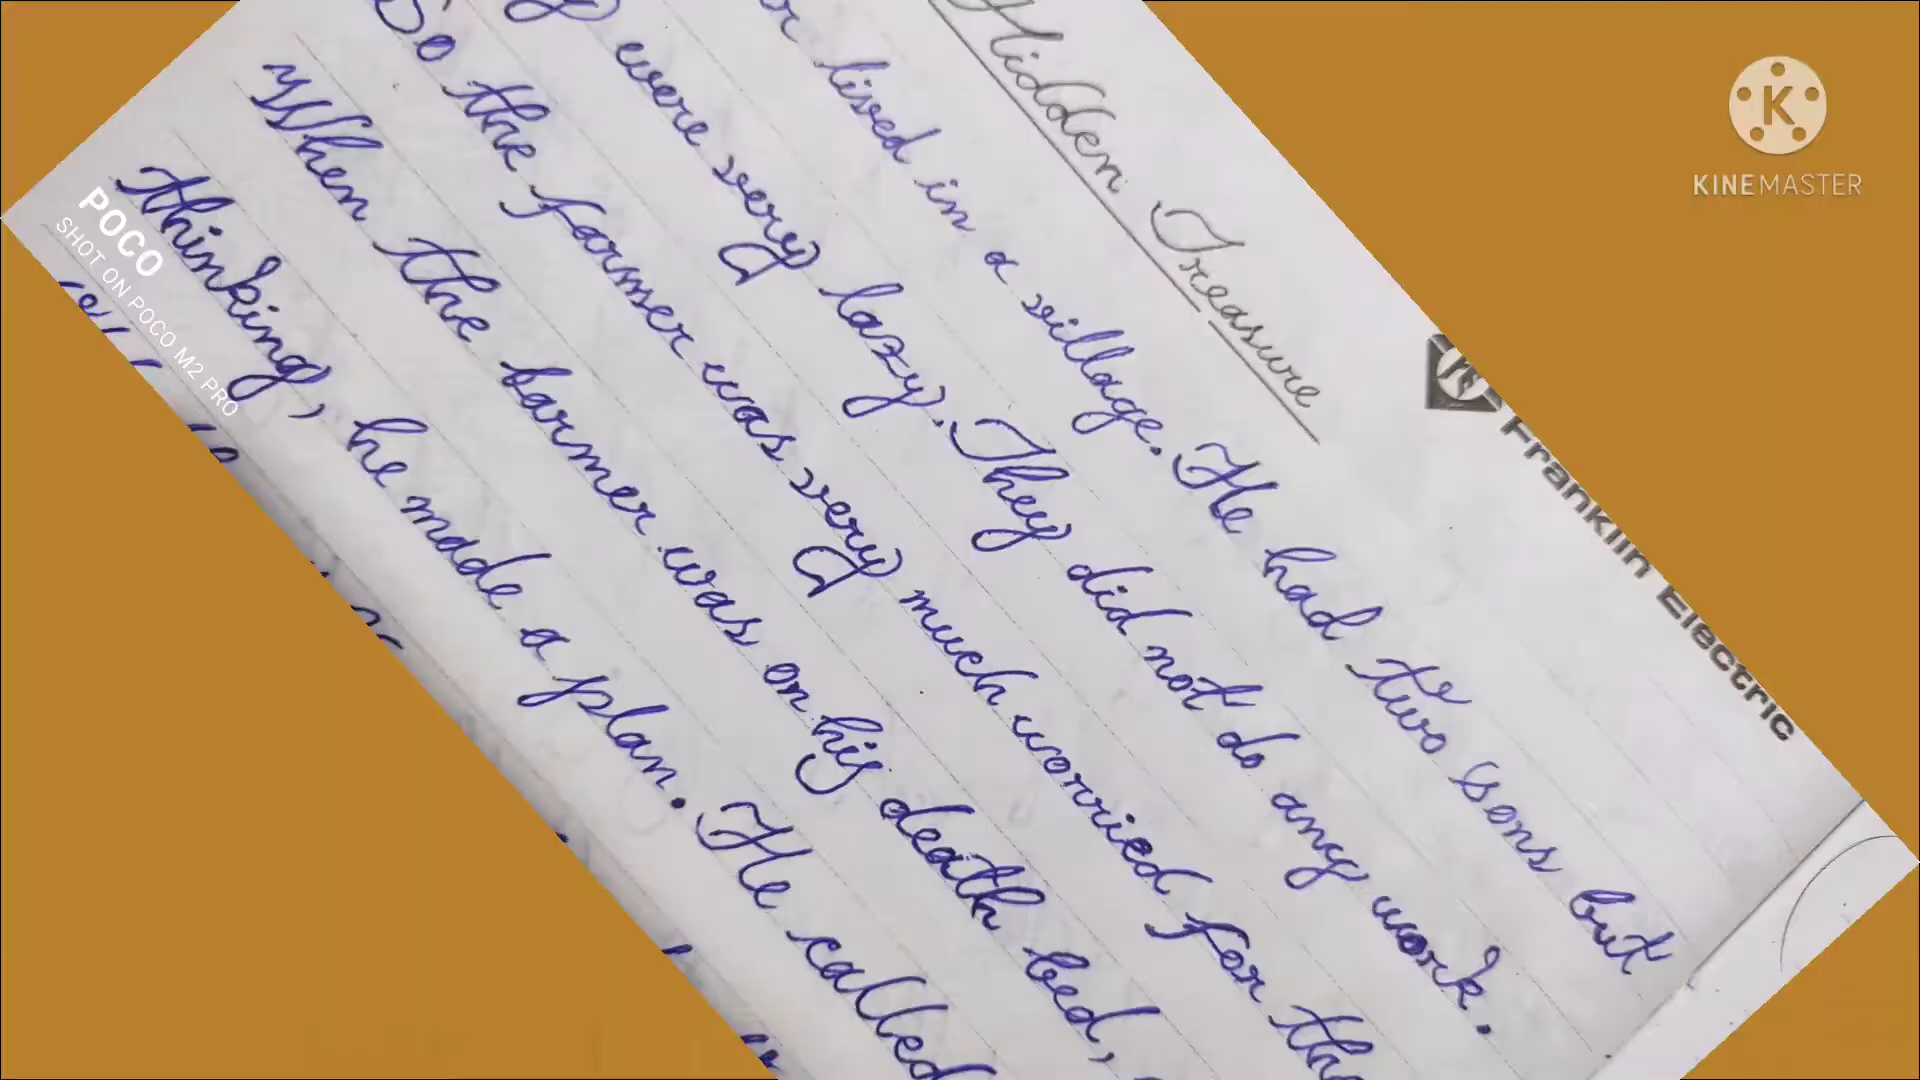 Franklin Electric
Hidden Treasure
lived in a village. He had two sons but
were very lazy. They did not do any work.
So the farmer was very much worried for
When the farmer was on his death bed,
thinking, he made a plan. He called
POCO
SHOT ON POCO M2 PRO
KINEMASTER